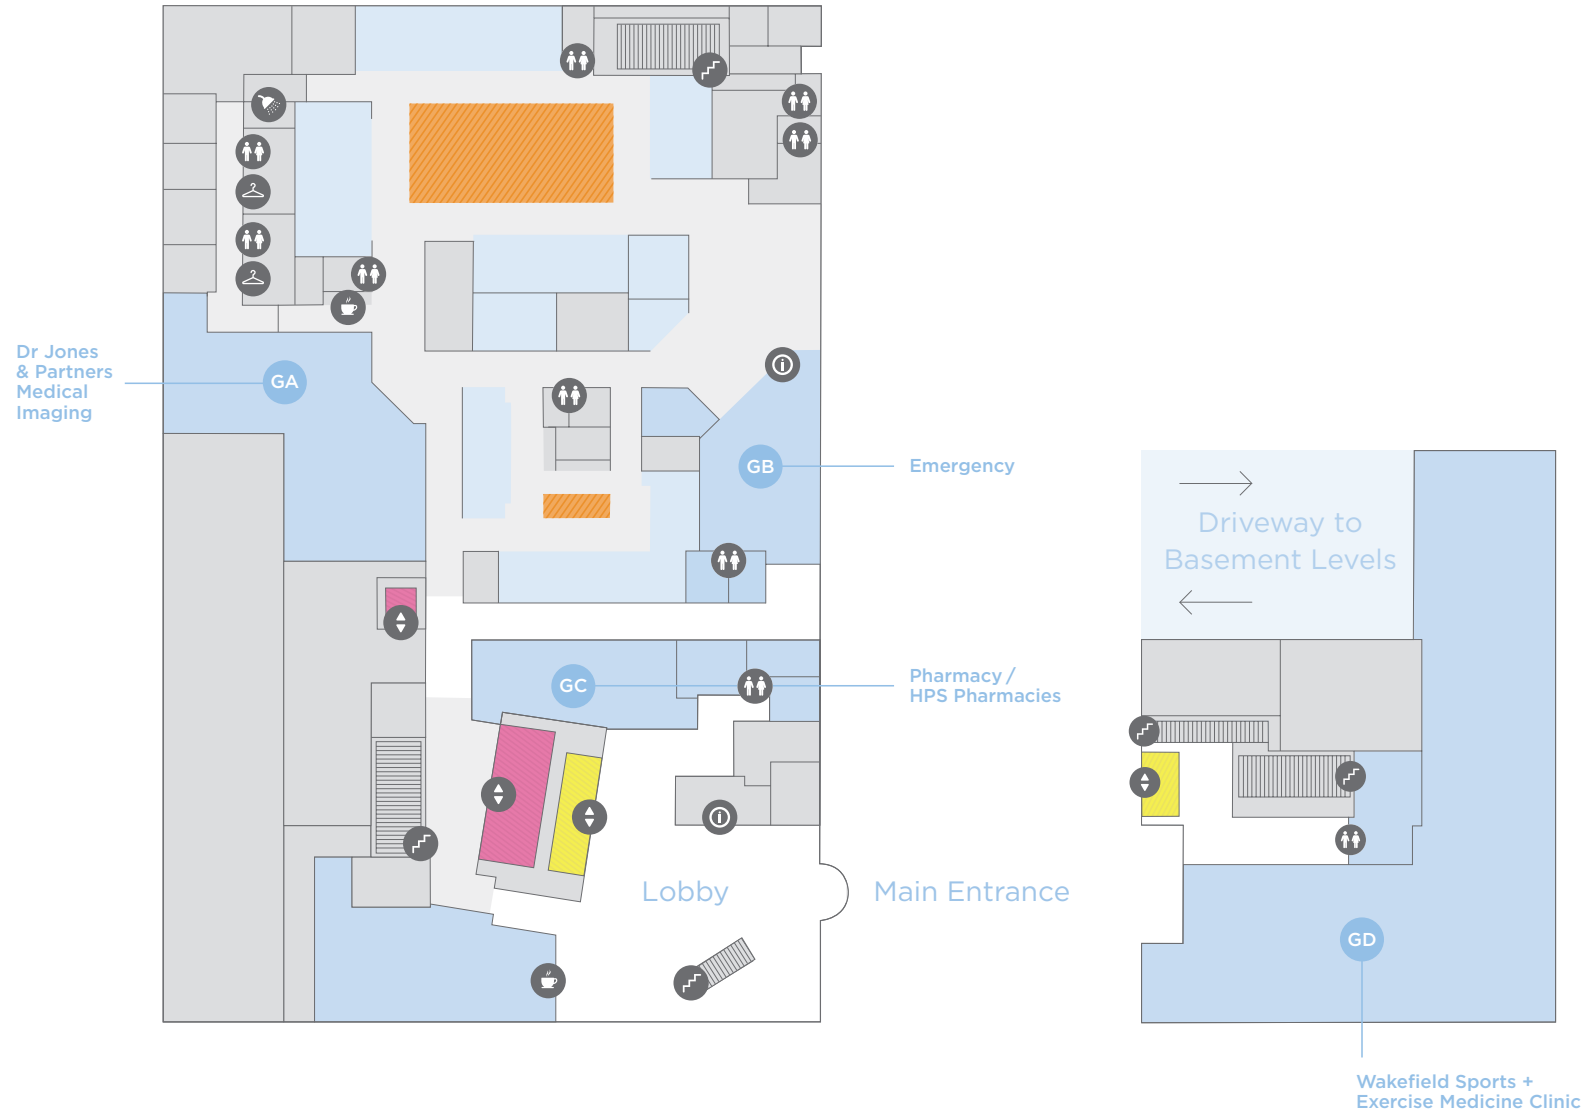 Dr Jones
& Partners
Medical
Imaging
GA
GB
Emergency
Driveway to
Basement Levels
GC
Pharmacy /
HPS Pharmacies
Lobby
Main Entrance
GD
Wakefield Sports +
Exercise Medicine Clinic